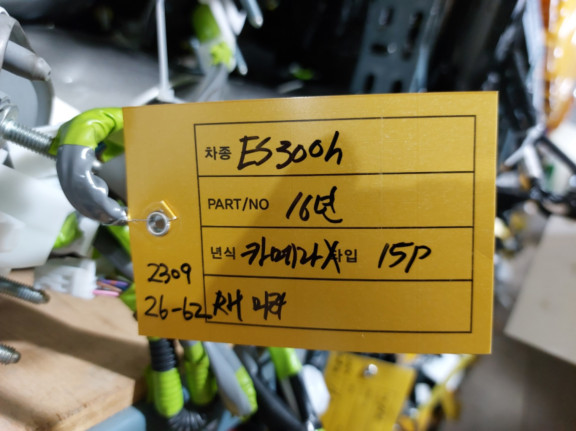 차종 ES300h
PART/NO 16년
년식 카메라X 타입 15P
RH 미러
2309
26-62